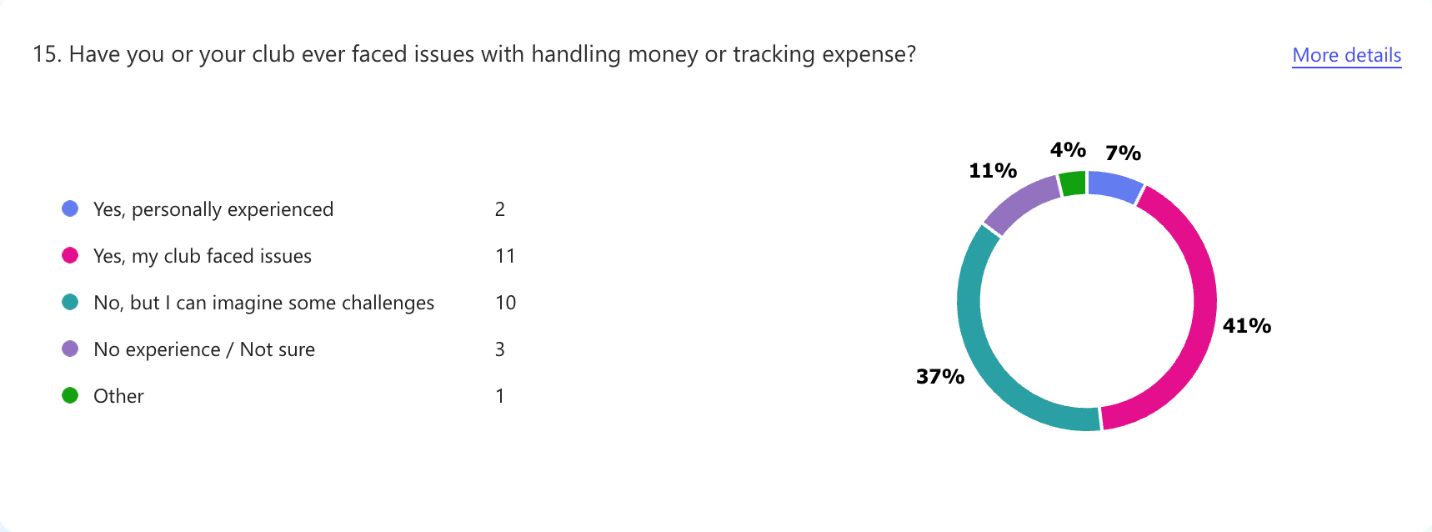 15. Have you or your club ever faced issues with handling money or tracking expense?
More details
Yes, personally experienced 2
Yes, my club faced issues 11
No, but I can imagine some challenges 10
No experience / Not sure 3
Other 1
4% 7%
11%
41%
37%